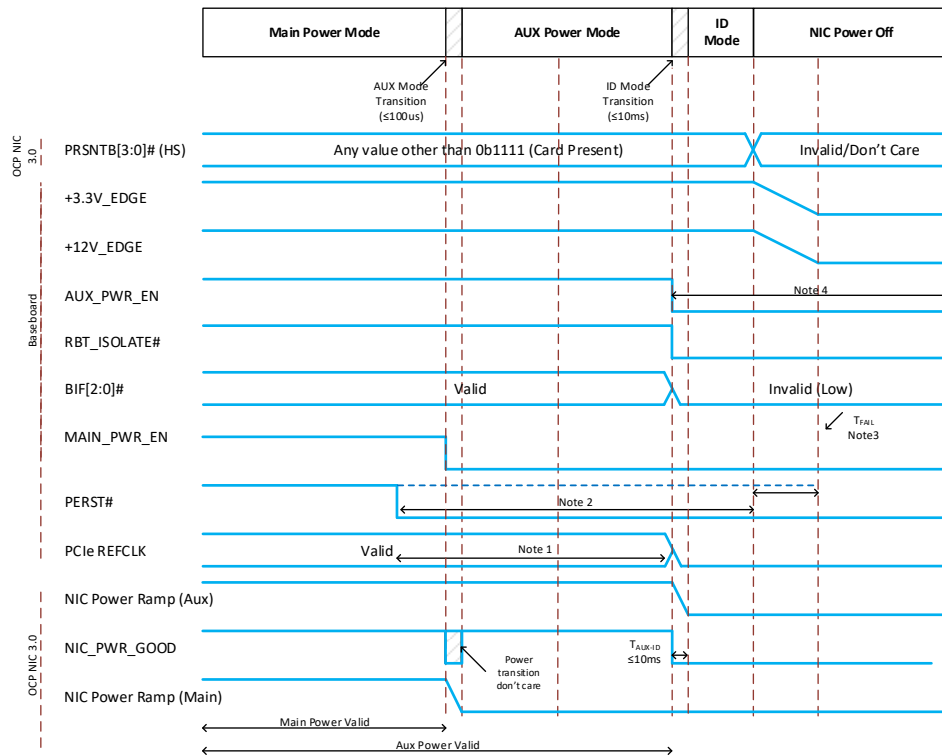 Main Power Mode
AUX Power Mode
ID
Mode
NIC Power Off
AUX Mode
Transition
(≤100us)
ID Mode
Transition
(≤10ms)
OCP NIC
3.0
PRSNTB[3:0]# (HS)
Any value other than 0b1111 (Card Present)
Invalid/Don't Care
+3.3V_EDGE
+12V_EDGE
Baseboard
AUX_PWR_EN
Note 4
RBT_ISOLATE#
BIF[2:0]#
Valid
Invalid (Low)
MAIN_PWR_EN
TFAIL
Note3
PERST#
Note 2
PCIe REFCLK
Valid
Note 1
NIC Power Ramp (Aux)
OCP NIC 3.0
NIC_PWR_GOOD
Power
transition
don't care
TAUX-ID
≤10ms
NIC Power Ramp (Main)
Main Power Valid
Aux Power Valid